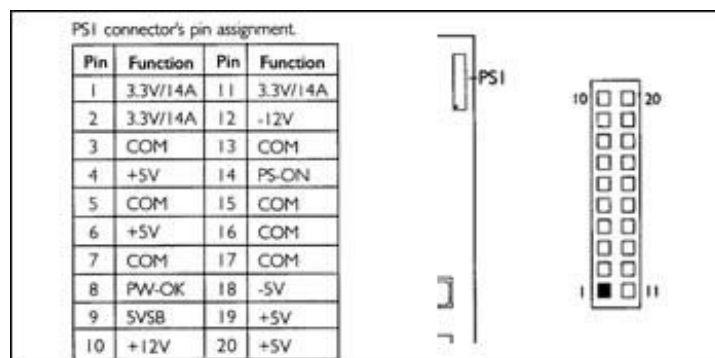 PS1 connector's pin assignment.
Pin Function Pin Function
1 3.3V/14A 11 3.3V/14A
2 3.3V/14A 12 -12V
3 COM 13 COM
4 +5V 14 PS-ON
5 COM 15 COM
6 +5V 16 COM
7 COM 17 COM
8 PW-OK 18 -5V
9 5VSB 19 +5V
10 +12V 20 +5V
PS1
10 20
1 11